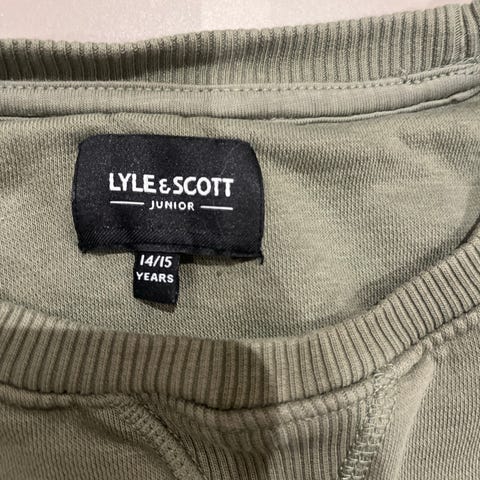 LYLE & SCOTT
JUNIOR
14/15
YEARS